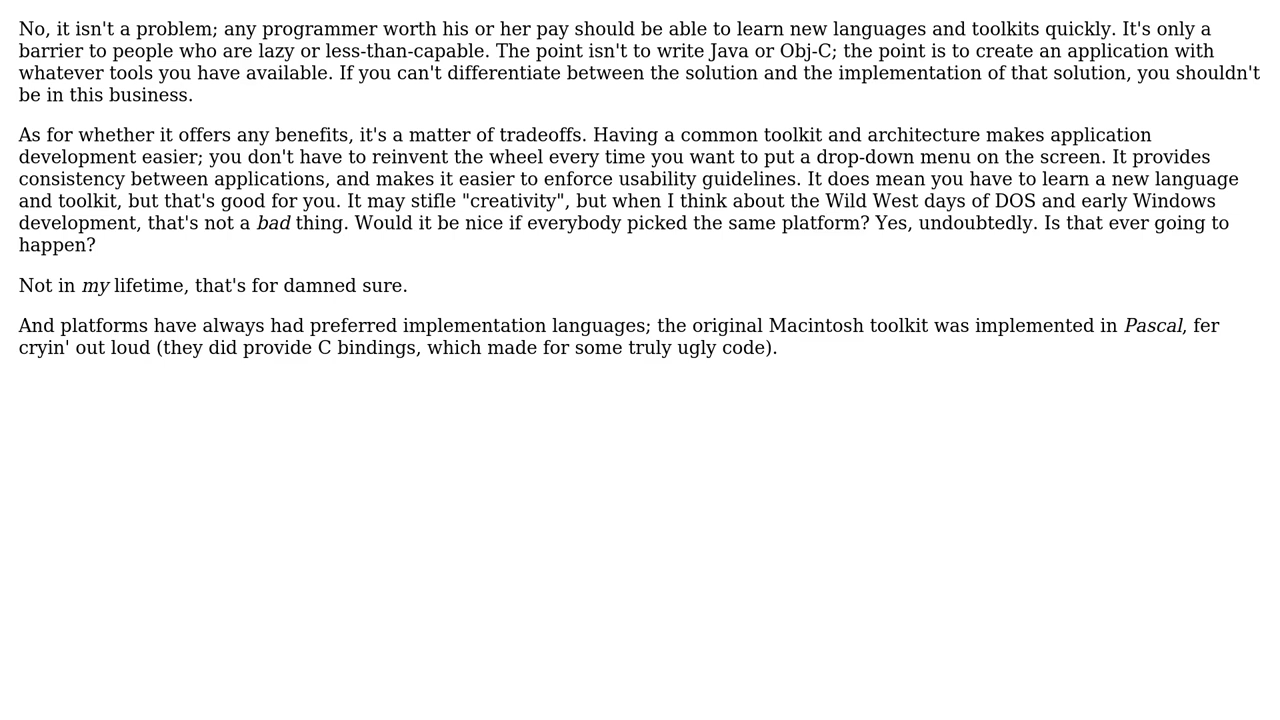 No, it isn't a problem; any programmer worth his or her pay should be able to learn new languages and toolkits quickly. It's only a
barrier to people who are lazy or less-than-capable. The point isn't to write Java or Obj-C; the point is to create an application with
whatever tools you have available. If you can't differentiate between the solution and the implementation of that solution, you shouldn't
be in this business.
As for whether it offers any benefits, it's a matter of tradeoffs. Having a common toolkit and architecture makes application
development easier; you don't have to reinvent the wheel every time you want to put a drop-down menu on the screen. It provides
consistency between applications, and makes it easier to enforce usability guidelines. It does mean you have to learn a new language
and toolkit, but that's good for you. It may stifle "creativity", but when I think about the Wild West days of DOS and early Windows
development, that's not a bad thing. Would it be nice if everybody picked the same platform? Yes, undoubtedly. Is that ever going to
happen?
Not in my lifetime, that's for damned sure.
And platforms have always had preferred implementation languages; the original Macintosh toolkit was implemented in Pascal, fer
cryin' out loud (they did provide C bindings, which made for some truly ugly code).